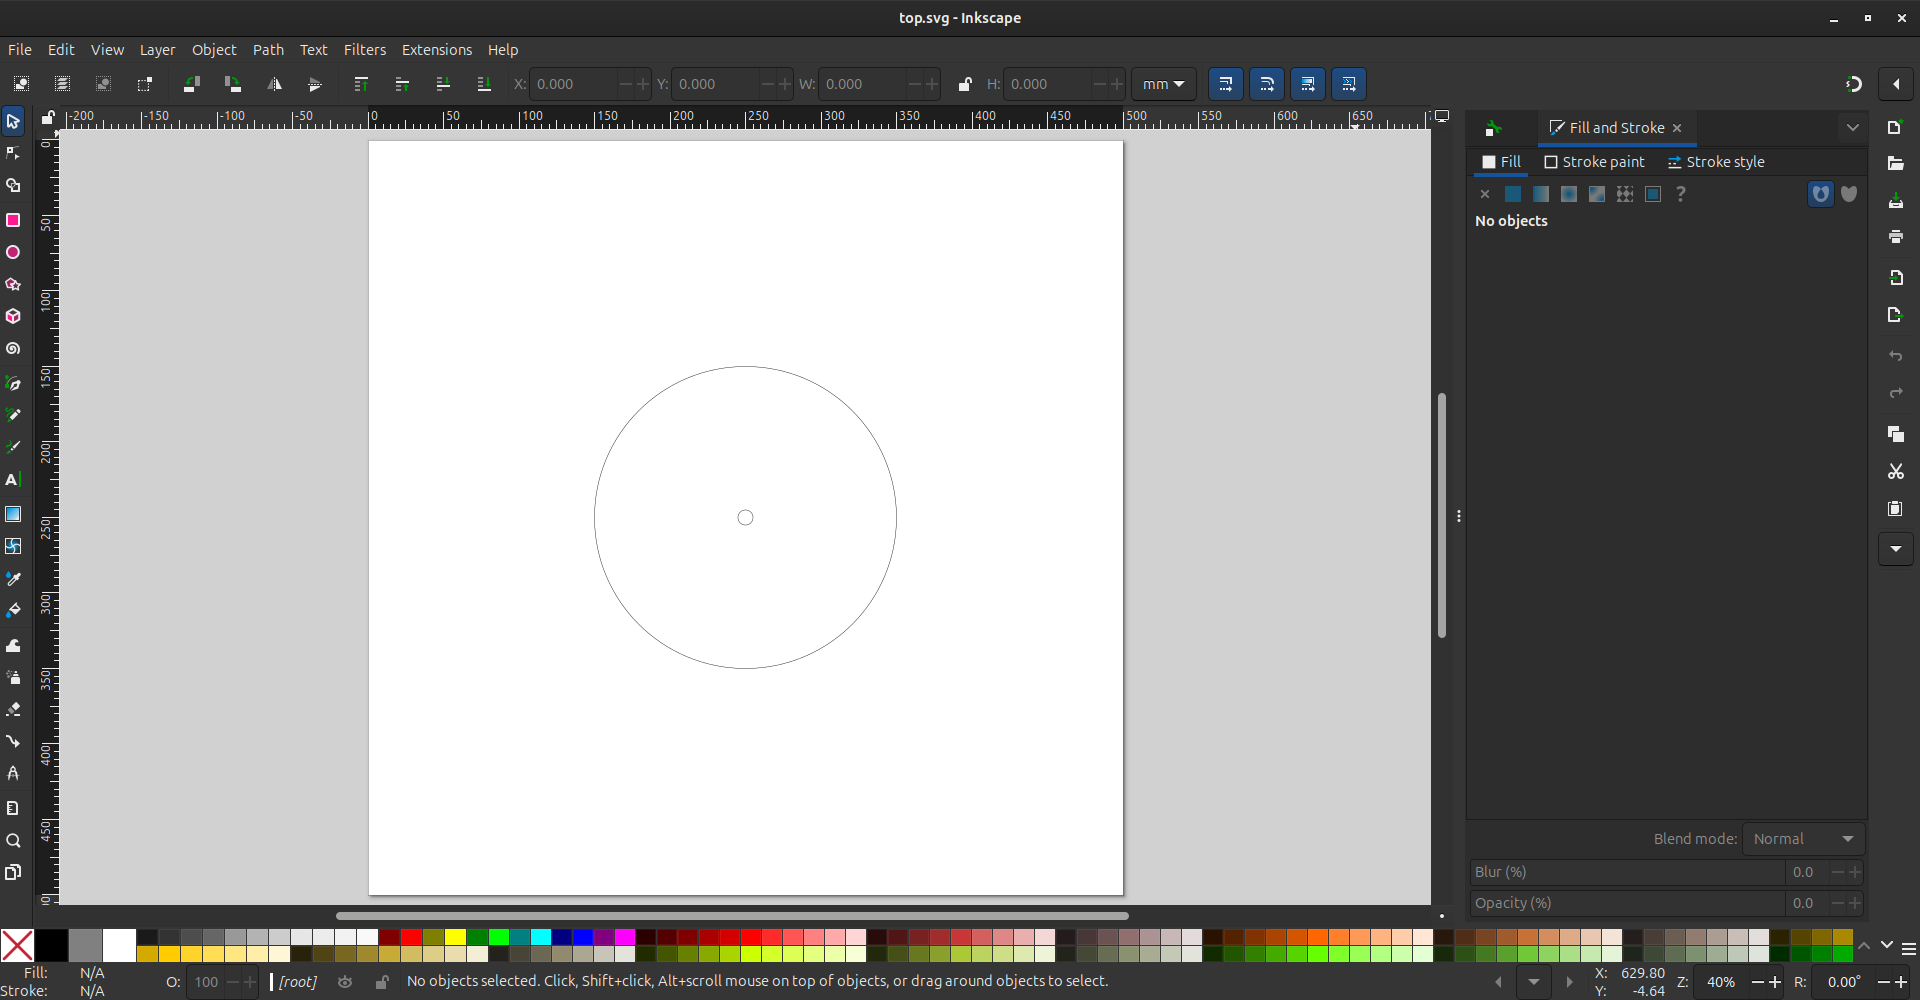 top.svg - Inkscape
File Edit View Layer Object Path Text Filters Extensions Help
X: 0.000 Y: 0.000 W: 0.000 H: 0.000 mm
-200 -150 -100 -50 0 50 100 150 200 250 300 350 400 450 500 550 600 650
0
50
100
150
200
250
300
350
400
450
Fill and Stroke
Fill Stroke paint Stroke style
No objects
Blend mode: Normal
Blur (%) 0.0
Opacity (%) 0.0
Fill: N/A
Stroke: N/A
O: 100
[root]
No objects selected. Click, Shift+click, Alt+scroll mouse on top of objects, or drag around objects to select.
X: 629.80
Y: -4.64
Z: 40%
R: 0.00°